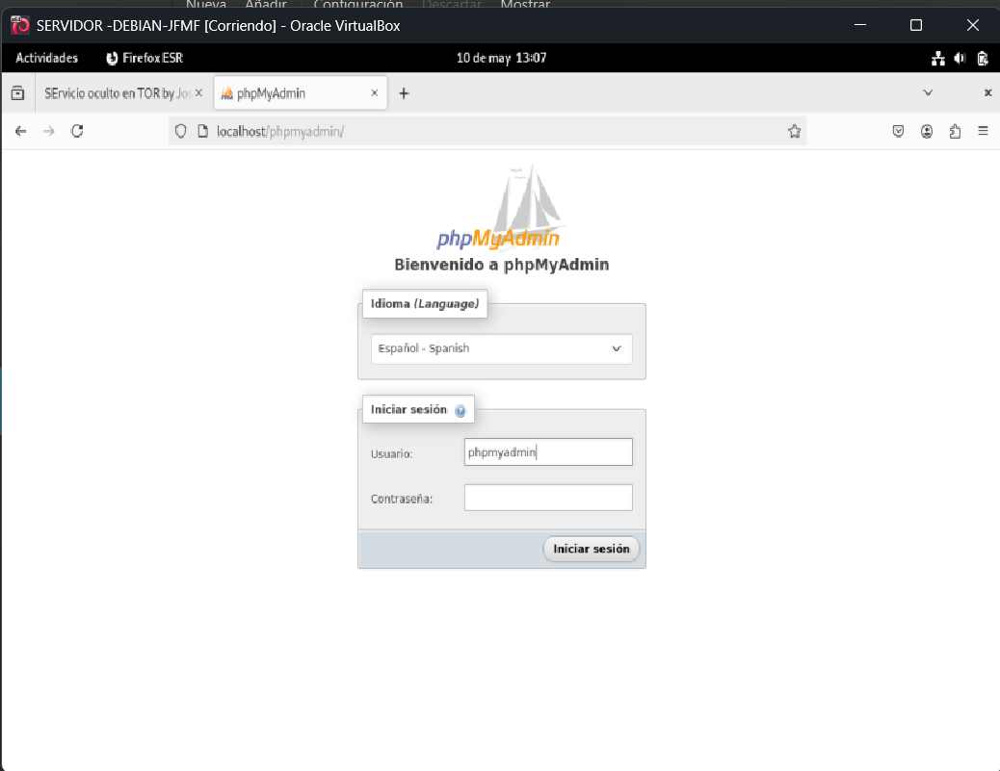 Nueva Añadir Configuración Descartar Mostrar
SERVIDOR -DEBIAN-JFMF [Corriendo] - Oracle VirtualBox
Actividades Firefox ESR 10 de may 13:07
SErvicio oculto en TOR by Jos phpMyAdmin
localhost/phpmyadmin/
phpMyAdmin
Bienvenido a phpMyAdmin
Idioma (Language)
Español - Spanish
Iniciar sesión
Usuario: phpmyadmin
Contraseña:
Iniciar sesión